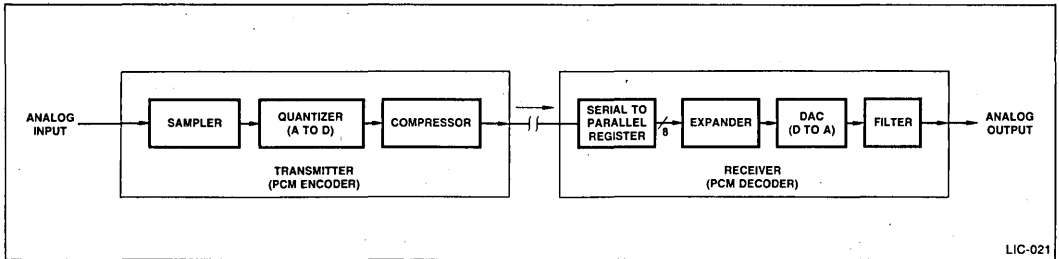 ANALOG
INPUT
SAMPLER
QUANTIZER
(A TO D)
COMPRESSOR
TRANSMITTER
(PCM ENCODER)
SERIAL TO
PARALLEL
REGISTER
8
EXPANDER
DAC
(D TO A)
FILTER
RECEIVER
(PCM DECODER)
ANALOG
OUTPUT
LIC-021